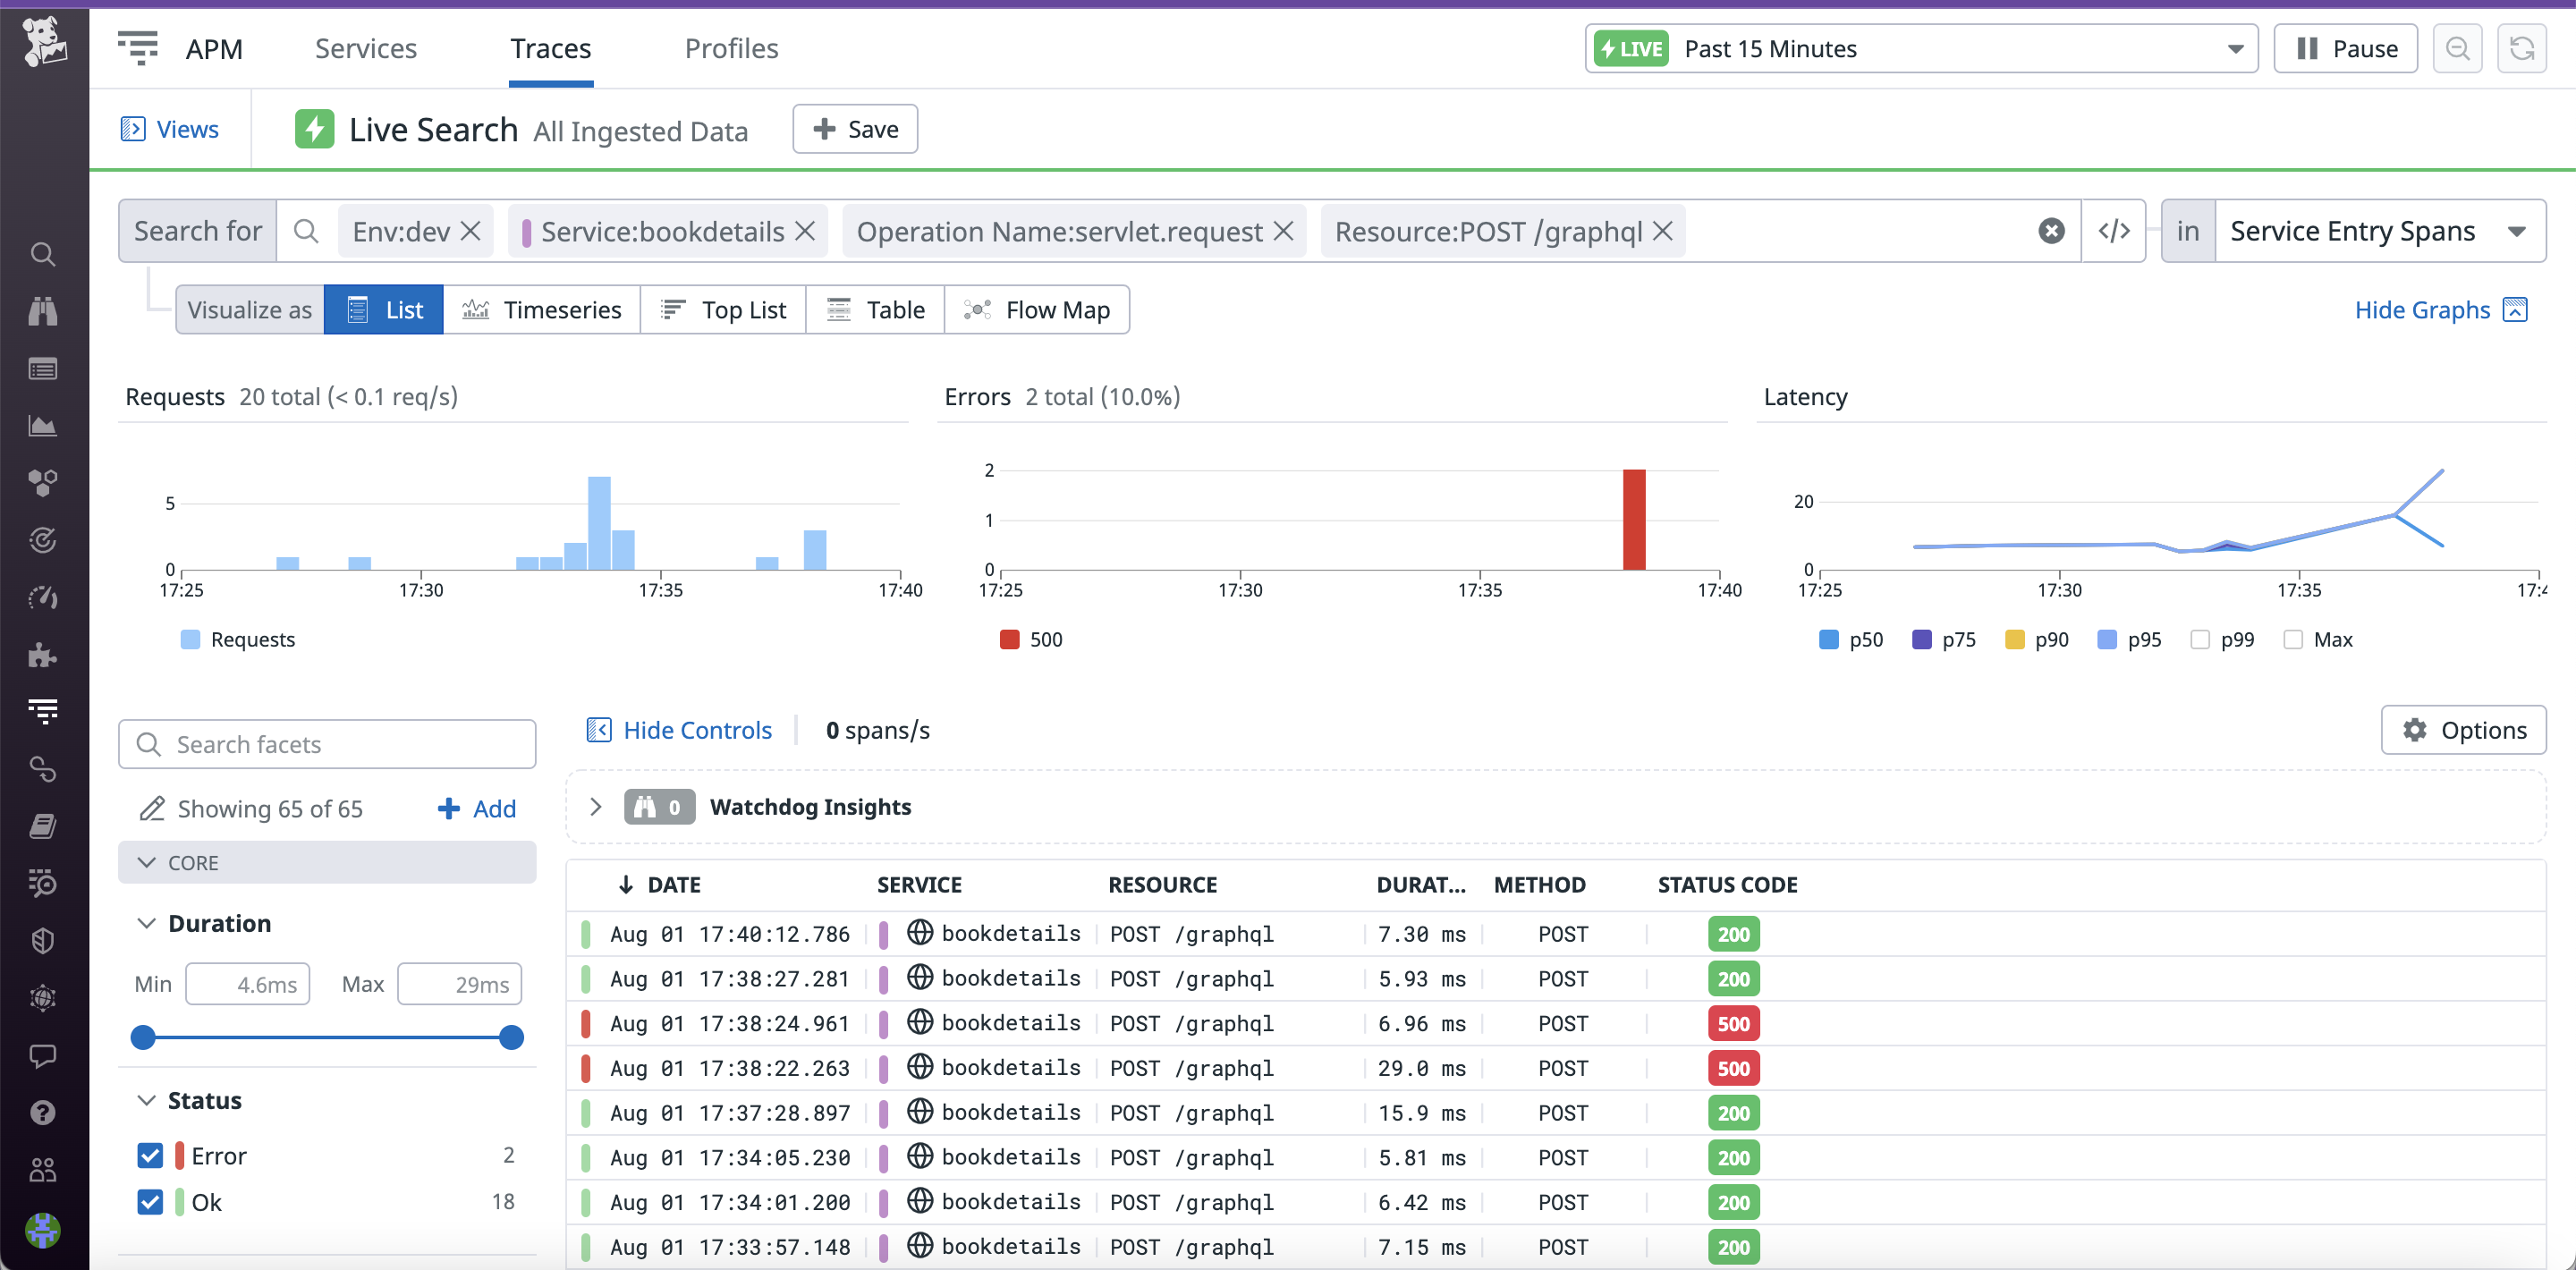 APM Services Traces Profiles LIVE Past 15 Minutes Pause
Views Live Search All Ingested Data Save
Search for Env:dev Service:bookdetails Operation Name:servlet.request Resource:POST /graphql </> in Service Entry Spans
Visualize as List Timeseries Top List Table Flow Map Hide Graphs
Requests 20 total (< 0.1 req/s)
5
0
17:25 17:30 17:35 17:40
Requests
Errors 2 total (10.0%)
2
1
0
17:25 17:30 17:35 17:40
500
Latency
20
0
17:25 17:30 17:35 17:4
p50 p75 p90 p95 p99 Max
Search facets
Showing 65 of 65 Add
CORE
Duration
Min 4.6ms Max 29ms
Status
Error 2
Ok 18
Hide Controls 0 spans/s Options
0 Watchdog Insights
DATE SERVICE RESOURCE DURAT... METHOD STATUS CODE
Aug 01 17:40:12.786 bookdetails POST /graphql 7.30 ms POST 200
Aug 01 17:38:27.281 bookdetails POST /graphql 5.93 ms POST 200
Aug 01 17:38:24.961 bookdetails POST /graphql 6.96 ms POST 500
Aug 01 17:38:22.263 bookdetails POST /graphql 29.0 ms POST 500
Aug 01 17:37:28.897 bookdetails POST /graphql 15.9 ms POST 200
Aug 01 17:34:05.230 bookdetails POST /graphql 5.81 ms POST 200
Aug 01 17:34:01.200 bookdetails POST /graphql 6.42 ms POST 200
Aug 01 17:33:57.148 bookdetails POST /graphql 7.15 ms POST 200